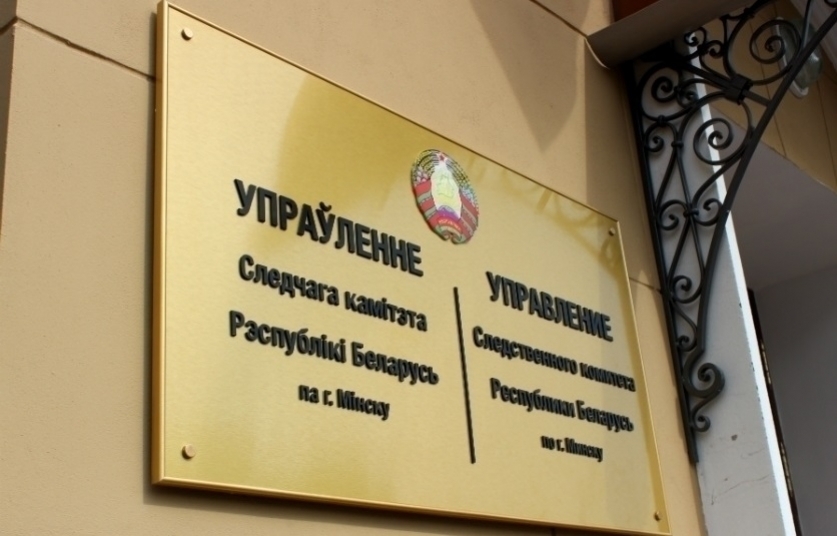 УПРАЎЛЕННЕ
Следчага камітэта
Рэспублікі Беларусь
па г. Мінску
УПРАВЛЕНИЕ
Следственного комитета
Республики Беларусь
по г. Минску